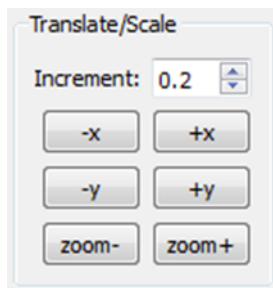 Translate/Scale
Increment: 0.2
-x +x
-y +y
zoom- zoom+